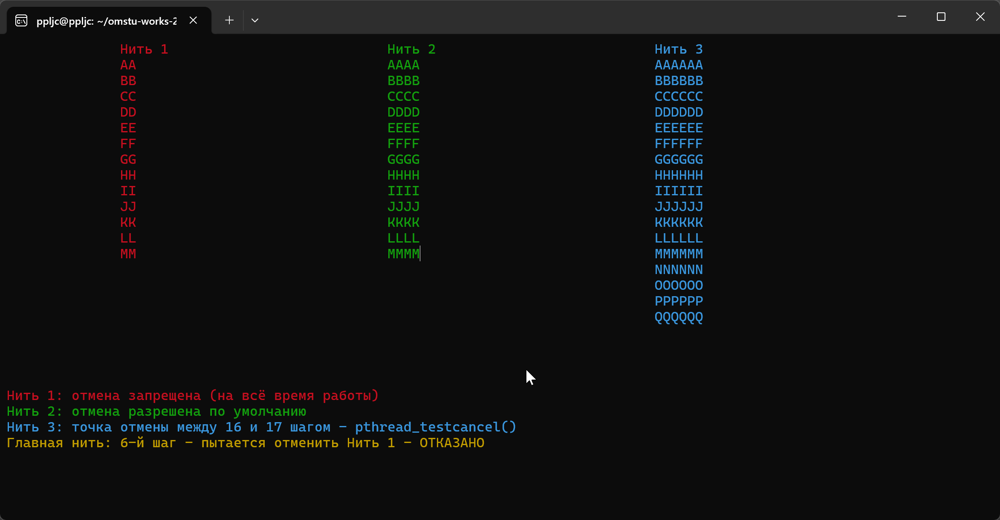 ppljc@ppljc: ~/omstu-works-2
Нить 1 Нить 2 Нить 3
AA AAAA AAAAAA
BB BBBB BBBBBB
CC CCCC CCCCCC
DD DDDD DDDDDD
EE EEEE EEEEEE
FF FFFF FFFFFF
GG GGGG GGGGGG
HH HHHH HHHHHH
II IIII IIIIII
JJ JJJJ JJJJJJ
KK KKKK KKKKKK
LL LLLL LLLLLL
MM MMMM MMMMMM
NNNNNN
OOOOOO
PPPPPP
QQQQQQ
Нить 1: отмена запрещена (на всё время работы)
Нить 2: отмена разрешена по умолчанию
Нить 3: точка отмены между 16 и 17 шагом - pthread_testcancel()
Главная нить: 6-й шаг - пытается отменить Нить 1 - ОТКАЗАНО